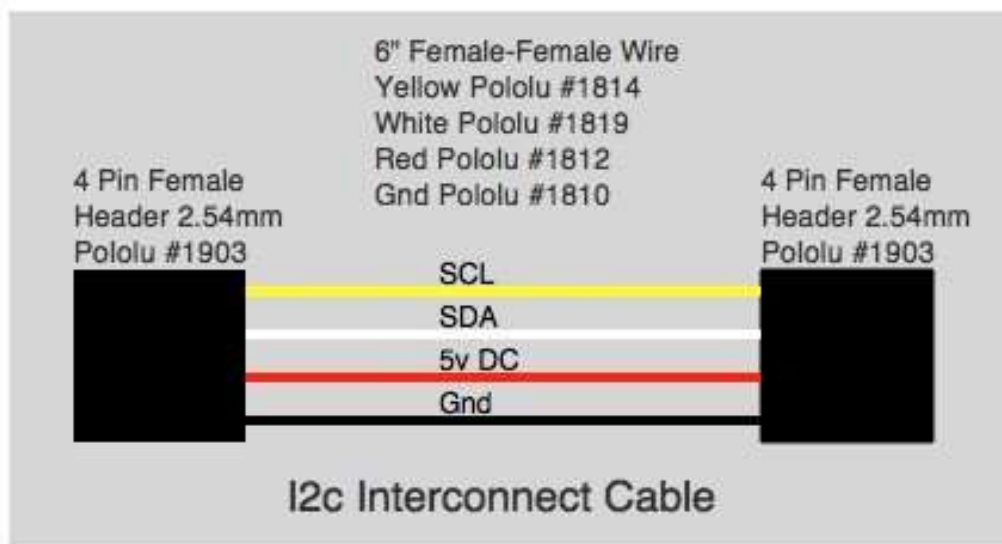 6" Female-Female Wire
Yellow Pololu #1814
White Pololu #1819
Red Pololu #1812
Gnd Pololu #1810
4 Pin Female
Header 2.54mm
Pololu #1903
4 Pin Female
Header 2.54mm
Pololu #1903
SCL
SDA
5v DC
Gnd
I2c Interconnect Cable